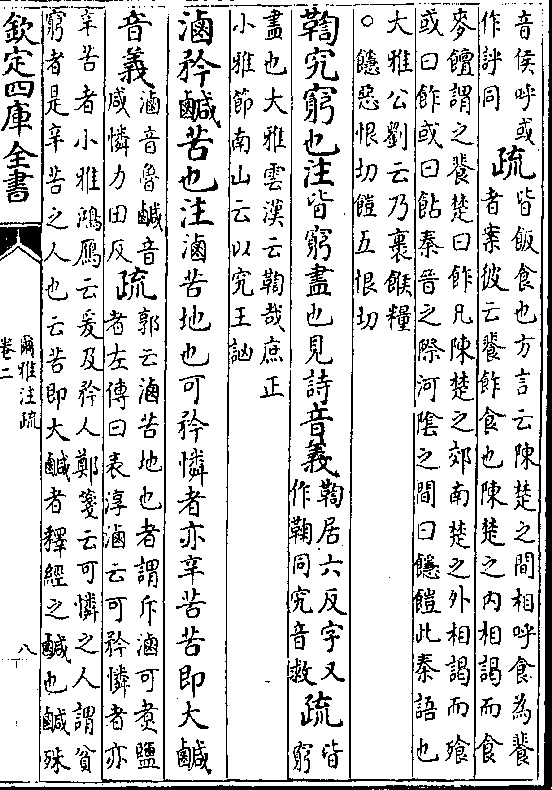 音侯呼或
作評同
疏
皆飯食也方言云陳楚之間相呼食為餥
者案彼云餥飵食也陳楚之內相謁而食
麥饘謂之餥楚曰飵凡陳楚之郊南楚之外相謁而飱
或曰飵或曰䬯秦晉之際河陰之間曰䭡餭此秦語也
大雅公劉云乃裹餱糧
○䭡惡恨切餭五恨切
鞫究窮也注皆窮盡也見詩音義
鞫居六反字又
作鞠同究音救
疏
皆窮
盡也大雅雲漢云鞫哉庶正
小雅節南山云以究王訩
滷矜鹹苦也注滷苦地也可矜憐者亦辛苦苦即大鹹
音義
滷音魯鹹音
咸憐力田反
疏
郭云滷苦地也者謂斥滷可煑鹽
者左傳曰表淳滷云可矜憐者亦
辛苦者小雅鴻鴈云爰及矜人鄭箋云可憐之人謂貧
窮者是辛苦之人也云苦即大鹹者釋經之鹹也鹹殊
欽定四庫全書
爾雅注疏
卷二
八